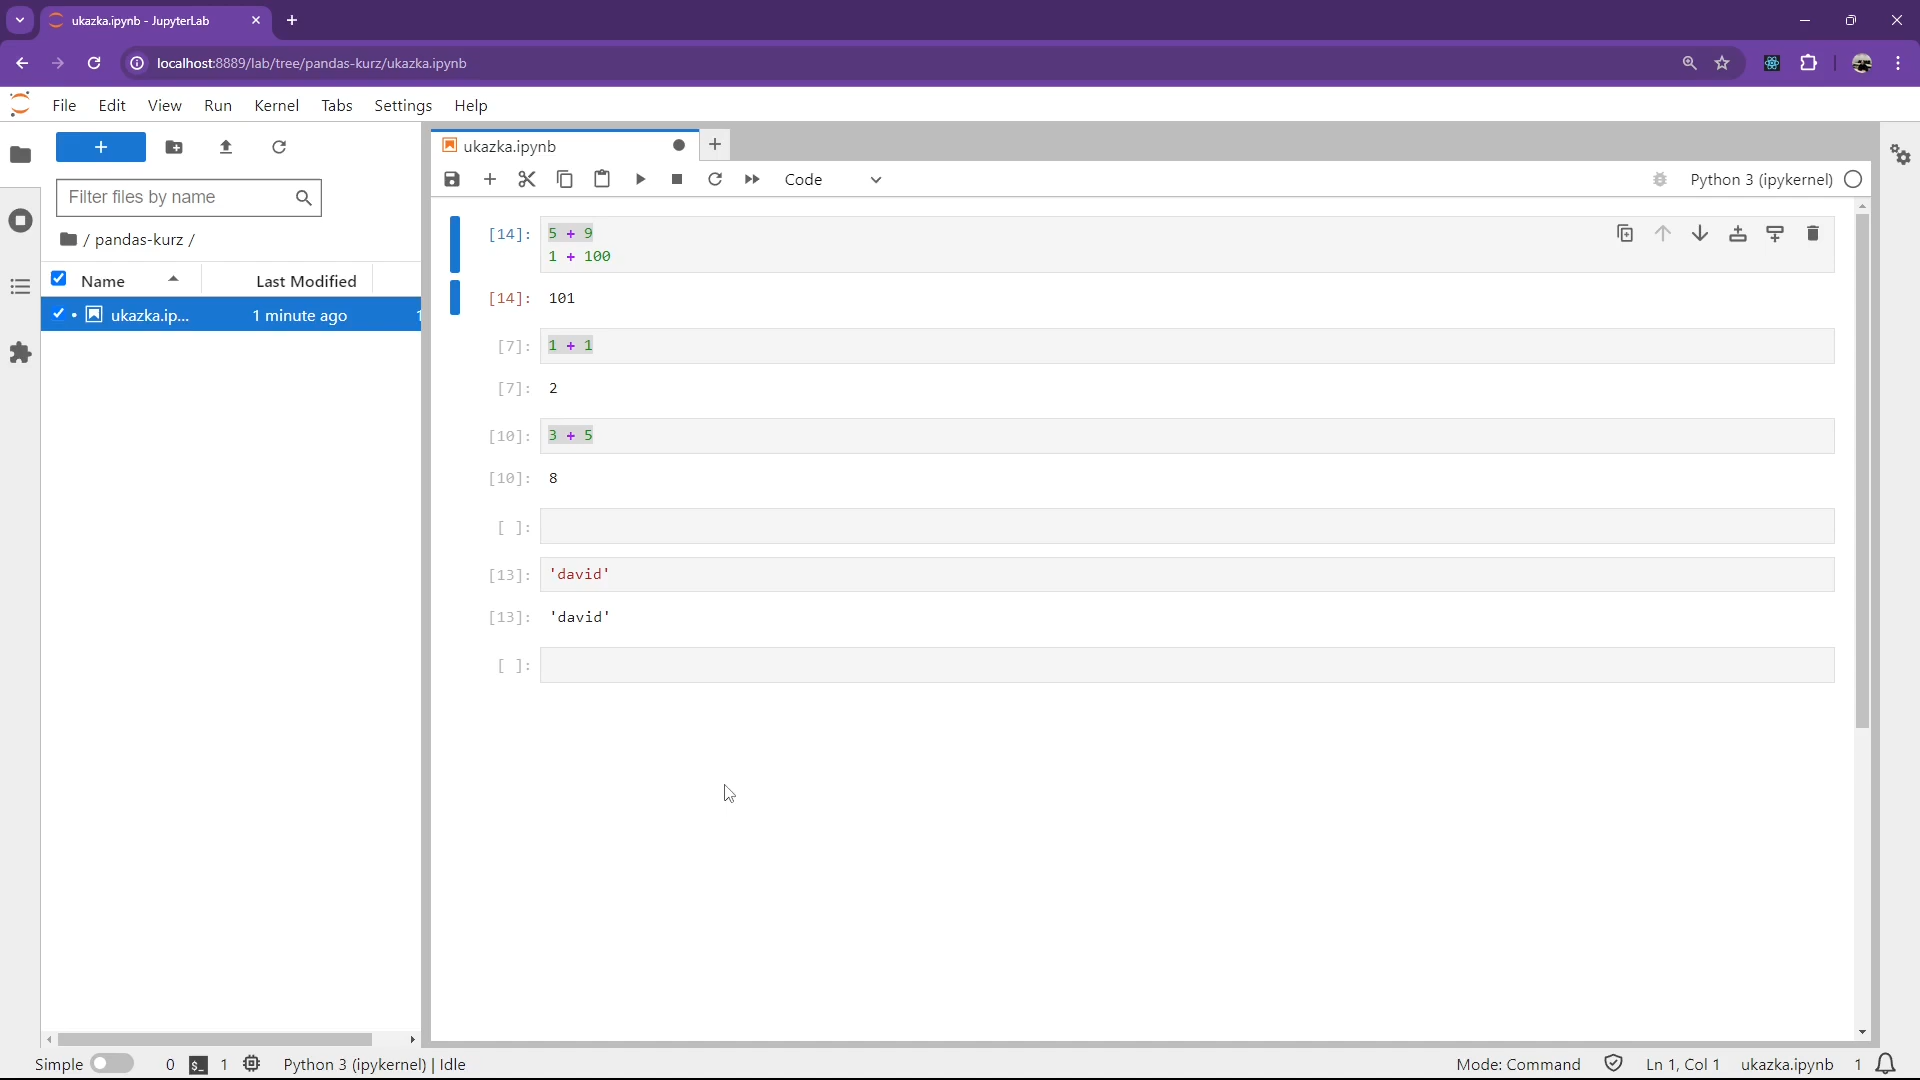 ukazka.ipynb - JupyterLab
localhost:8889/lab/tree/pandas-kurz/ukazka.ipynb
File Edit View Run Kernel Tabs Settings Help
ukazka.ipynb
Code
Python 3 (ipykernel)
Filter files by name
/ pandas-kurz /
Name Last Modified
ukazka.ip... 1 minute ago 1
[14]: 5 + 9
1 + 100
[14]: 101
[7]: 1 + 1
[7]: 2
[10]: 3 + 5
[10]: 8
[ ]:
[13]: 'david'
[13]: 'david'
[ ]:
Simple 0 $_ 1 Python 3 (ipykernel) | Idle
Mode: Command Ln 1, Col 1 ukazka.ipynb 1